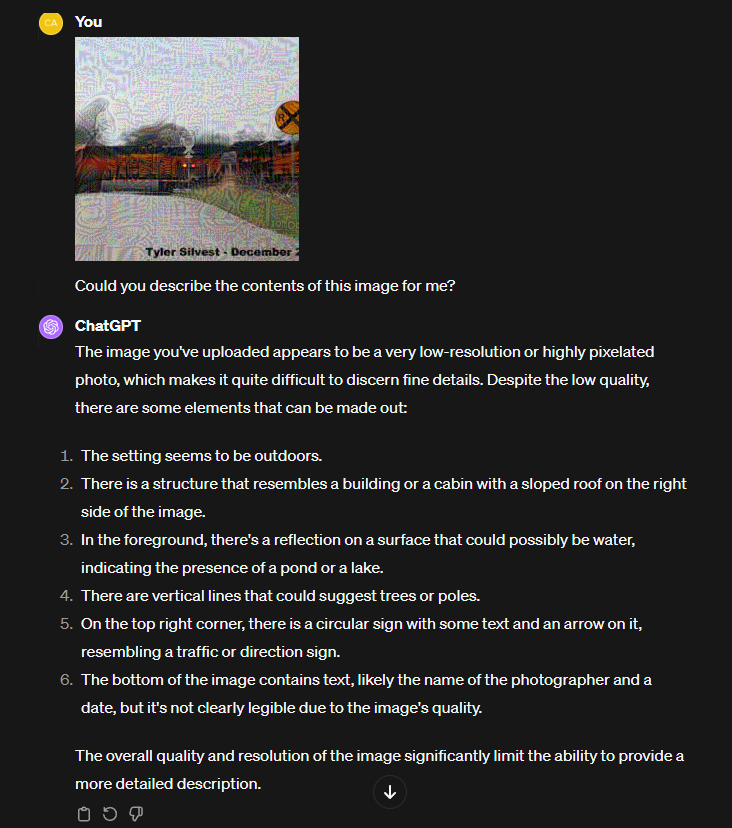 CA
You
R
Tyler Silvest - December 2
Could you describe the contents of this image for me?
ChatGPT
The image you've uploaded appears to be a very low-resolution or highly pixelated
photo, which makes it quite difficult to discern fine details. Despite the low quality,
there are some elements that can be made out:
1. The setting seems to be outdoors.
2. There is a structure that resembles a building or a cabin with a sloped roof on the right
side of the image.
3. In the foreground, there's a reflection on a surface that could possibly be water,
indicating the presence of a pond or a lake.
4. There are vertical lines that could suggest trees or poles.
5. On the top right corner, there is a circular sign with some text and an arrow on it,
resembling a traffic or direction sign.
6. The bottom of the image contains text, likely the name of the photographer and a
date, but it's not clearly legible due to the image's quality.
The overall quality and resolution of the image significantly limit the ability to provide a
more detailed description.